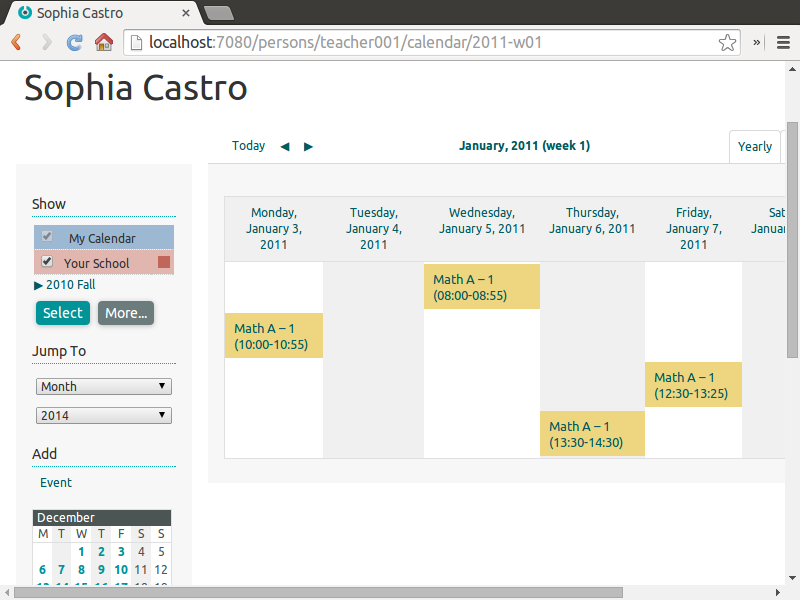 Sophia Castro
localhost:7080/persons/teacher001/calendar/2011-w01
»
Sophia Castro
Today ◀ ▶ January, 2011 (week 1) Yearly
Show
My Calendar
Your School
▶ 2010 Fall
Select More...
Jump To
Month ▼
2014 ▼
Add
Event
December
M T W T F S S
1 2 3 4 5
6 7 8 9 10 11 12
Monday,
January 3,
2011
Tuesday,
January 4,
2011
Wednesday,
January 5, 2011
Thursday,
January 6, 2011
Friday,
January 7,
2011
Math A – 1
(08:00-08:55)
Math A – 1
(10:00-10:55)
Math A – 1
(12:30-13:25)
Math A – 1
(13:30-14:30)